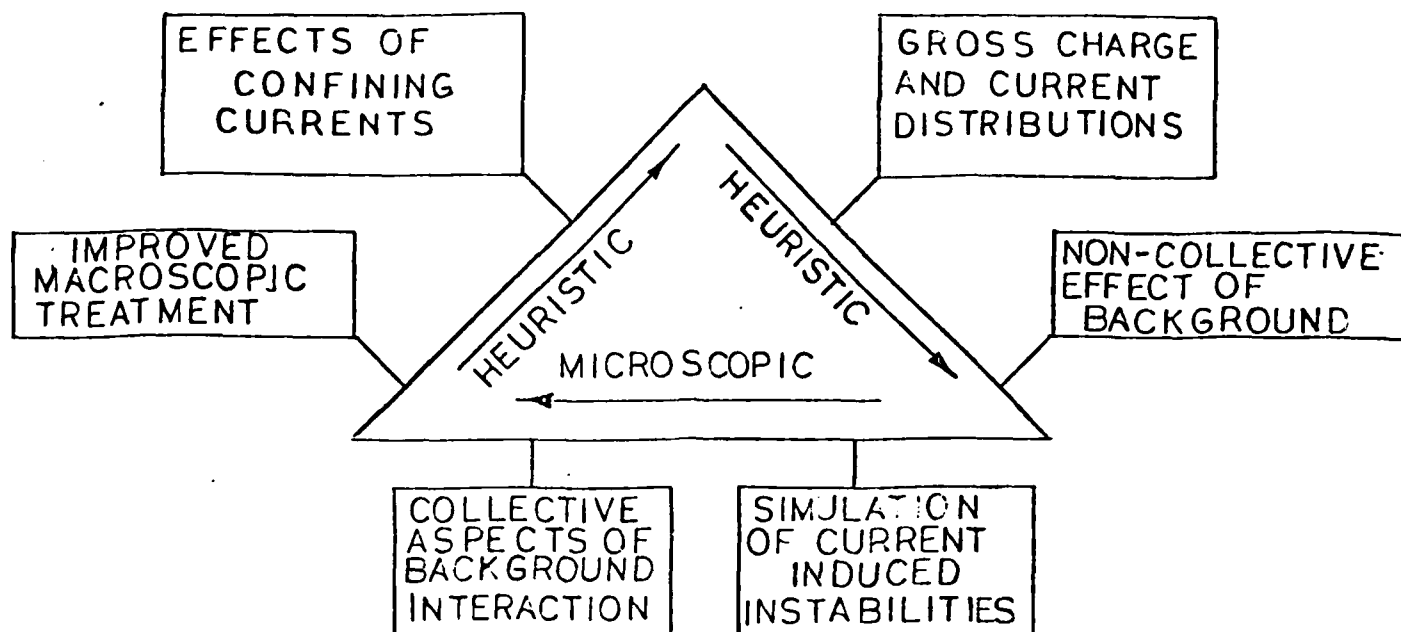 EFFECTS OF
CONFINING
CURRENTS
GROSS CHARGE
AND CURRENT
DISTRIBUTIONS
IMPROVED
MACROSCOPIC
TREATMENT
HEURISTIC
HEURISTIC
MICROSCOPIC
NON-COLLECTIVE
EFFECT OF
BACKGROUND
COLLECTIVE
ASPECTS OF
BACKGROUND
INTERACTION
SIMULATION
OF CURRENT
INDUCED
INSTABILITIES